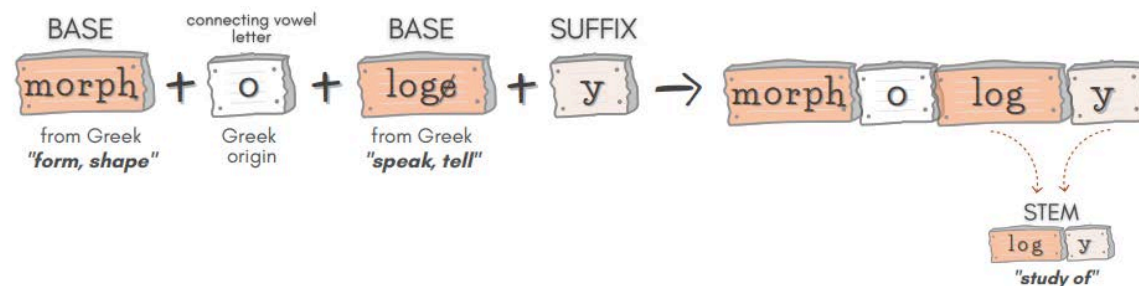 BASE
connecting vowel
letter
BASE
SUFFIX
morph + o + loge + y → morph o log y
from Greek
"form, shape"
Greek
origin
from Greek
"speak, tell"
STEM
log y
"study of"